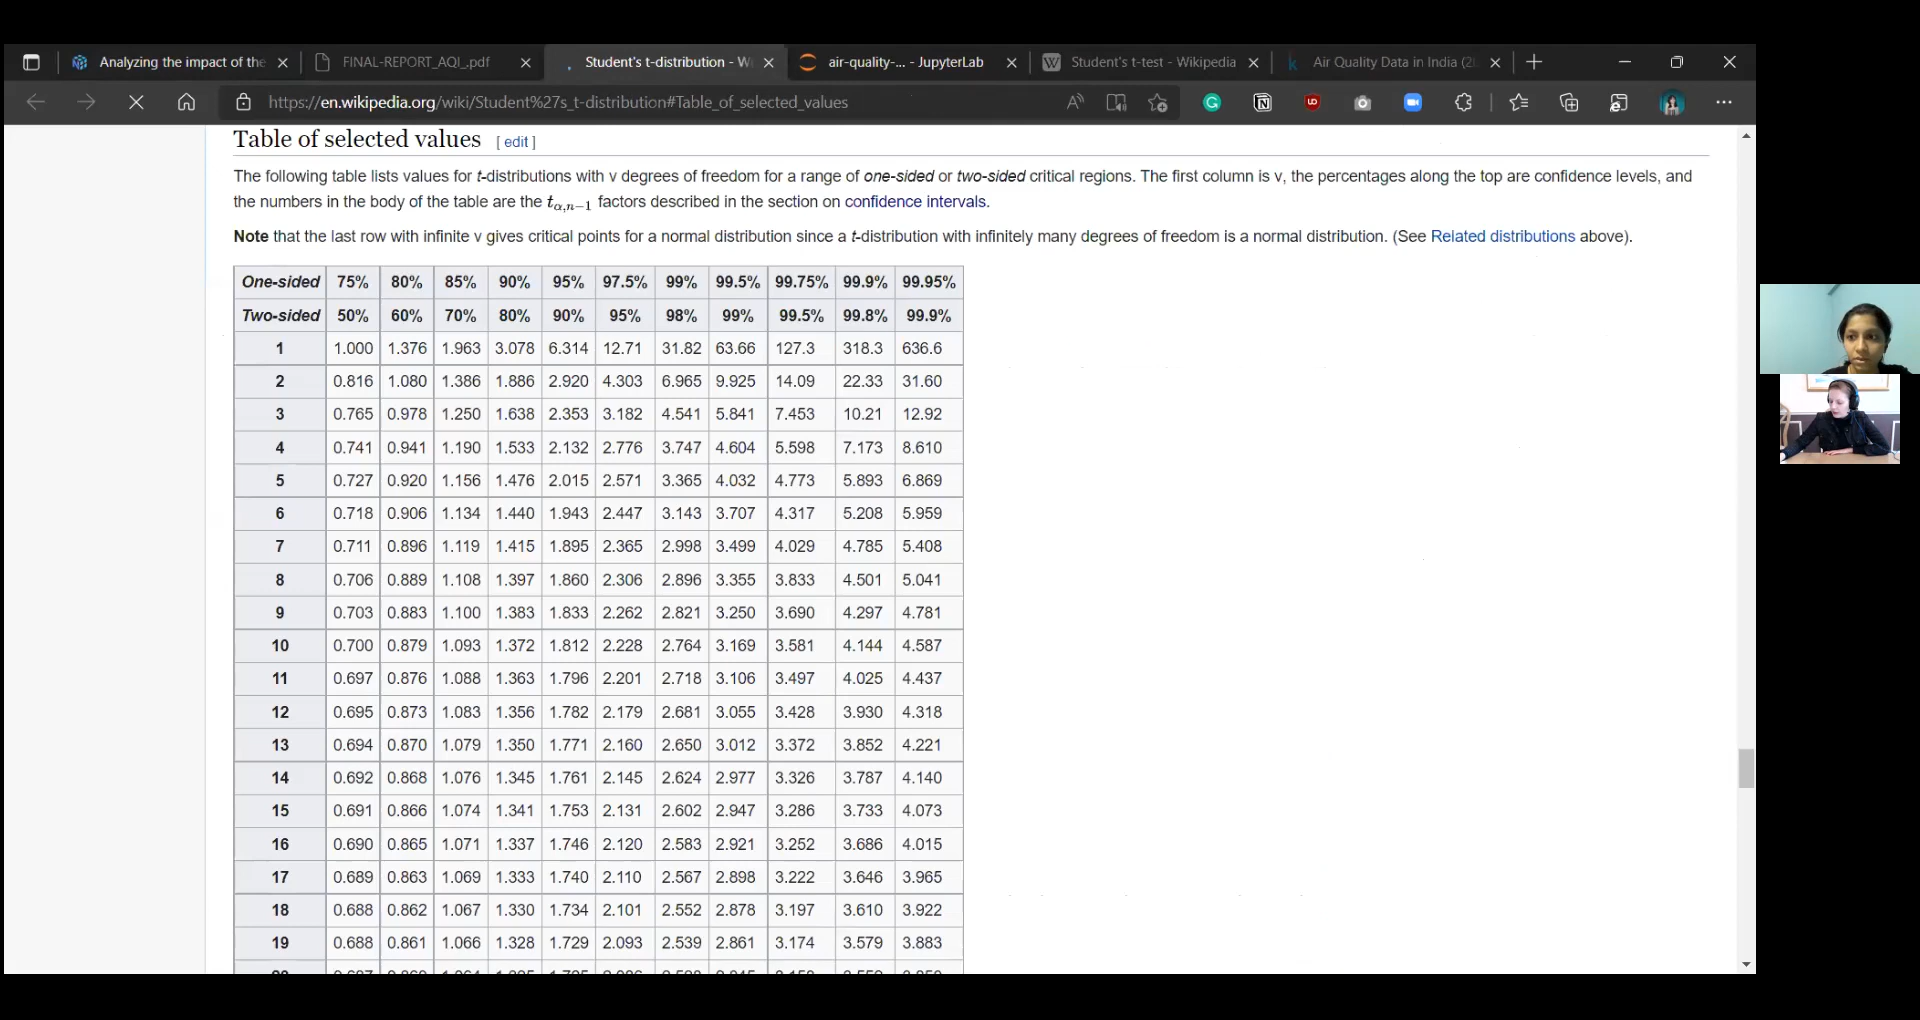 Analyzing the impact of the
FINAL-REPORT_AQI_.pdf
Student's t-distribution - W
air-quality-... - JupyterLab
Student's t-test - Wikipedia
Air Quality Data in India (2
https://en.wikipedia.org/wiki/Student%27s_t-distribution#Table_of_selected_values
Table of selected values [ edit ]
The following table lists values for t-distributions with ν degrees of freedom for a range of one-sided or two-sided critical regions. The first column is ν, the percentages along the top are confidence levels, and
the numbers in the body of the table are the tα,n−1 factors described in the section on confidence intervals.
Note that the last row with infinite ν gives critical points for a normal distribution since a t-distribution with infinitely many degrees of freedom is a normal distribution. (See Related distributions above).
One-sided 75% 80% 85% 90% 95% 97.5% 99% 99.5% 99.75% 99.9% 99.95%
Two-sided 50% 60% 70% 80% 90% 95% 98% 99% 99.5% 99.8% 99.9%
1 1.000 1.376 1.963 3.078 6.314 12.71 31.82 63.66 127.3 318.3 636.6
2 0.816 1.080 1.386 1.886 2.920 4.303 6.965 9.925 14.09 22.33 31.60
3 0.765 0.978 1.250 1.638 2.353 3.182 4.541 5.841 7.453 10.21 12.92
4 0.741 0.941 1.190 1.533 2.132 2.776 3.747 4.604 5.598 7.173 8.610
5 0.727 0.920 1.156 1.476 2.015 2.571 3.365 4.032 4.773 5.893 6.869
6 0.718 0.906 1.134 1.440 1.943 2.447 3.143 3.707 4.317 5.208 5.959
7 0.711 0.896 1.119 1.415 1.895 2.365 2.998 3.499 4.029 4.785 5.408
8 0.706 0.889 1.108 1.397 1.860 2.306 2.896 3.355 3.833 4.501 5.041
9 0.703 0.883 1.100 1.383 1.833 2.262 2.821 3.250 3.690 4.297 4.781
10 0.700 0.879 1.093 1.372 1.812 2.228 2.764 3.169 3.581 4.144 4.587
11 0.697 0.876 1.088 1.363 1.796 2.201 2.718 3.106 3.497 4.025 4.437
12 0.695 0.873 1.083 1.356 1.782 2.179 2.681 3.055 3.428 3.930 4.318
13 0.694 0.870 1.079 1.350 1.771 2.160 2.650 3.012 3.372 3.852 4.221
14 0.692 0.868 1.076 1.345 1.761 2.145 2.624 2.977 3.326 3.787 4.140
15 0.691 0.866 1.074 1.341 1.753 2.131 2.602 2.947 3.286 3.733 4.073
16 0.690 0.865 1.071 1.337 1.746 2.120 2.583 2.921 3.252 3.686 4.015
17 0.689 0.863 1.069 1.333 1.740 2.110 2.567 2.898 3.222 3.646 3.965
18 0.688 0.862 1.067 1.330 1.734 2.101 2.552 2.878 3.197 3.610 3.922
19 0.688 0.861 1.066 1.328 1.729 2.093 2.539 2.861 3.174 3.579 3.883